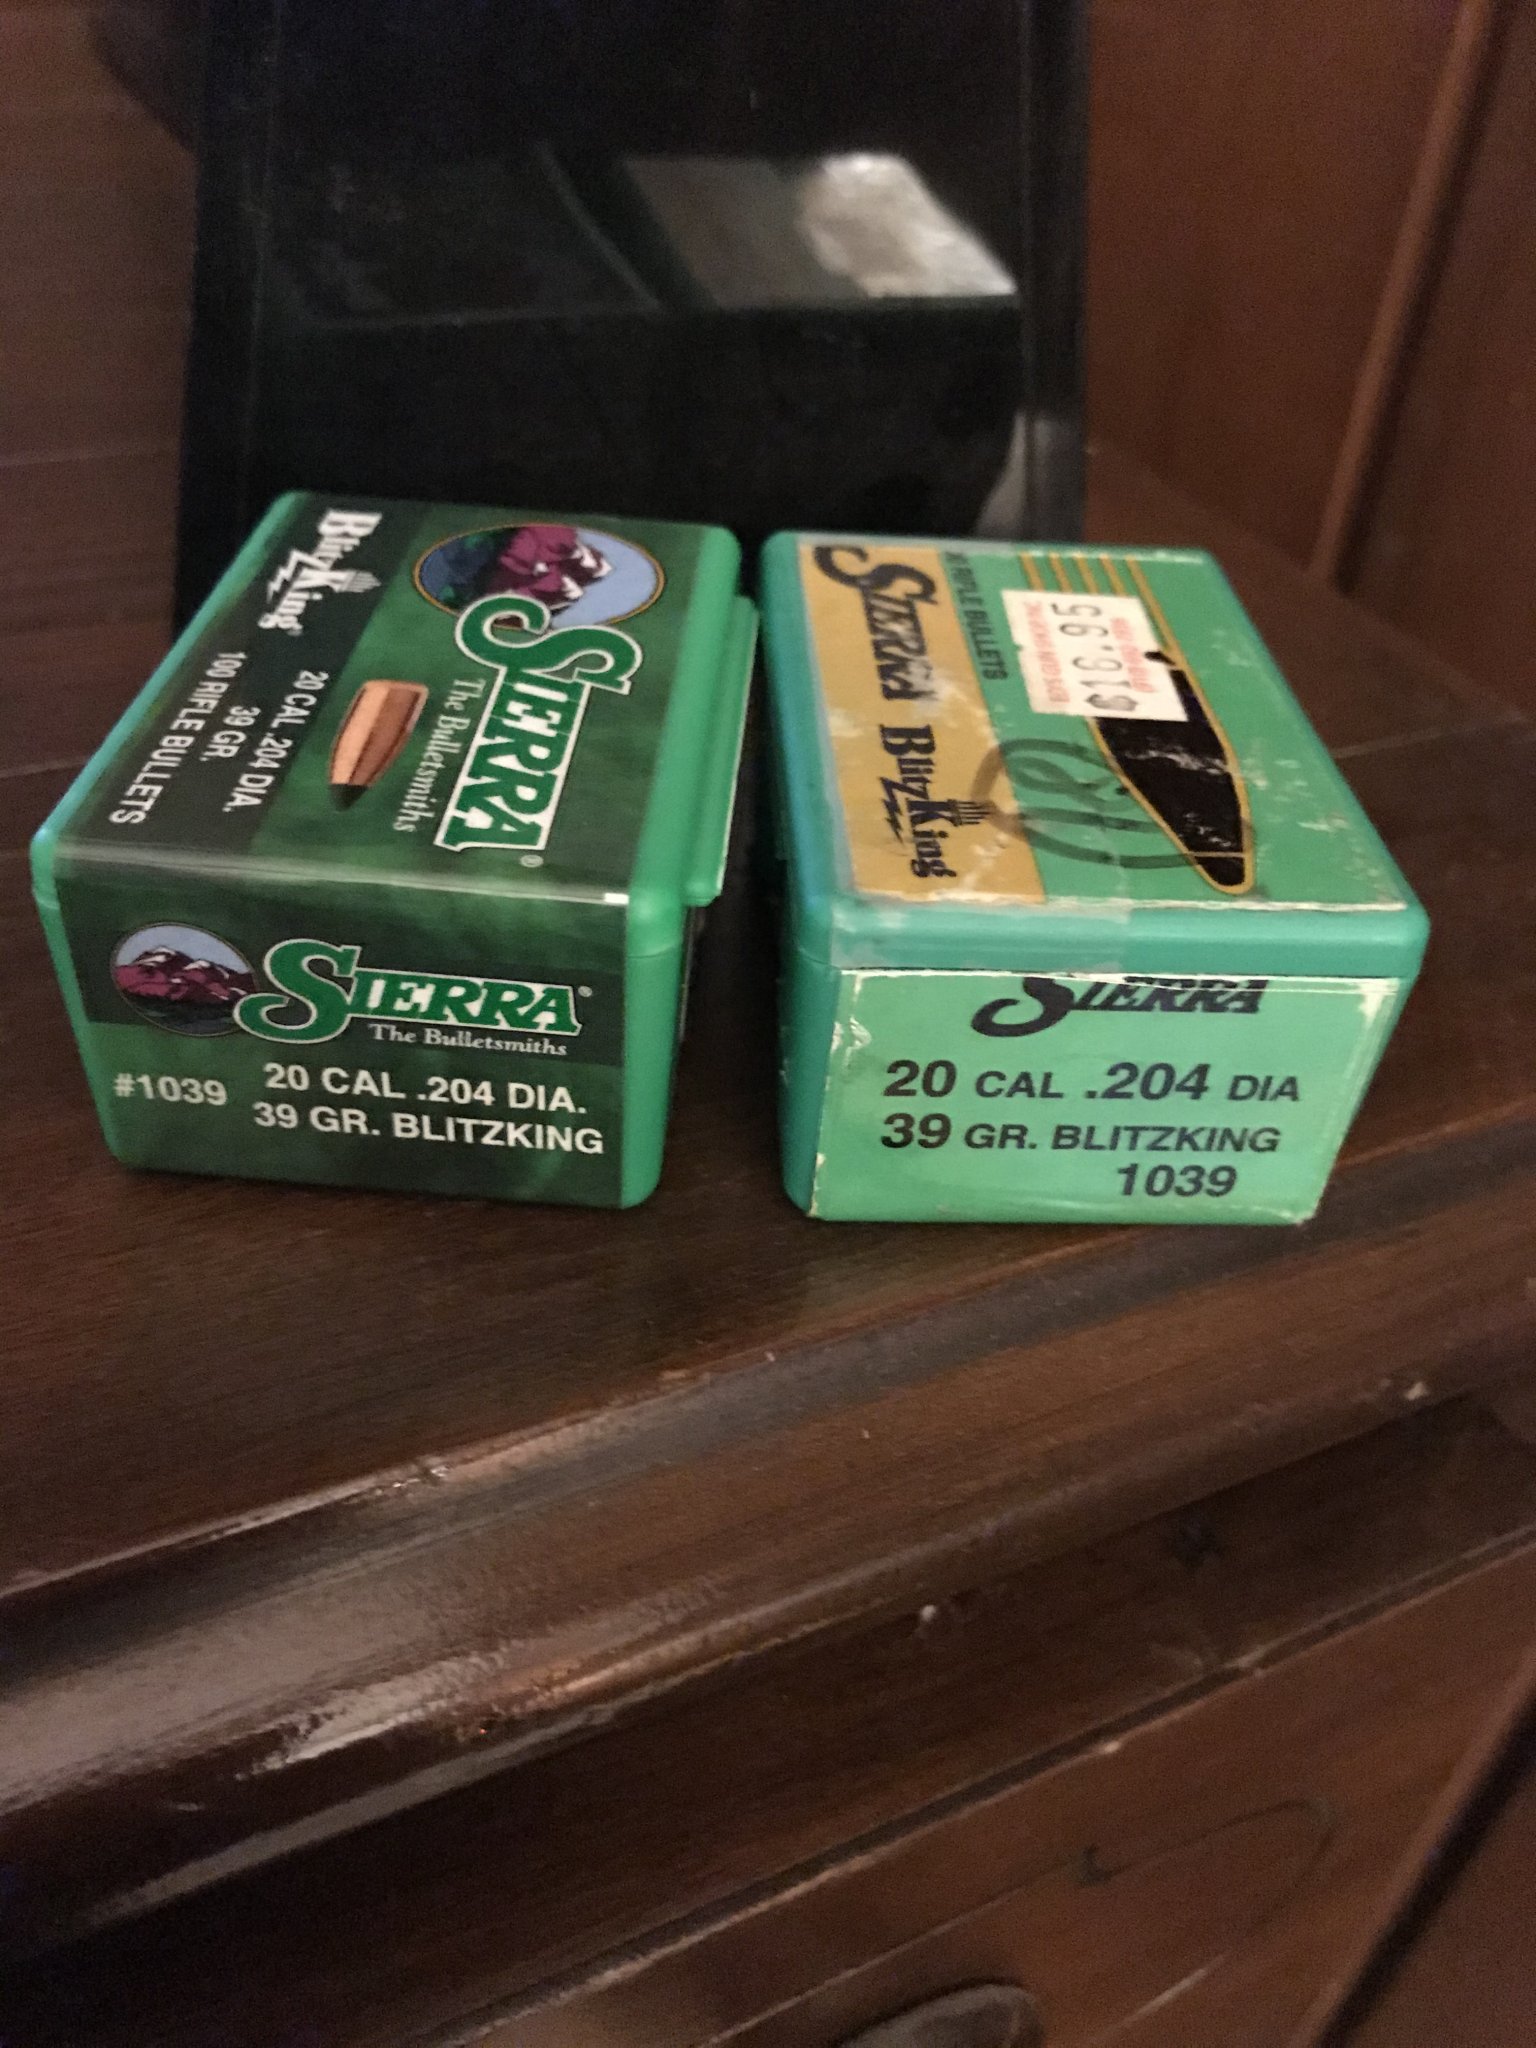 BlitzKing®
20 CAL .204 DIA.
39 GR.
100 RIFLE BULLETS
SIERRA®
The Bulletsmiths
SIERRA®
The Bulletsmiths
#1039
20 CAL .204 DIA.
39 GR. BLITZKING
SIERRA BlitzKing®
RIFLE BULLETS
$16.95
SIERRA
20 CAL .204 DIA
39 GR. BLITZKING
1039